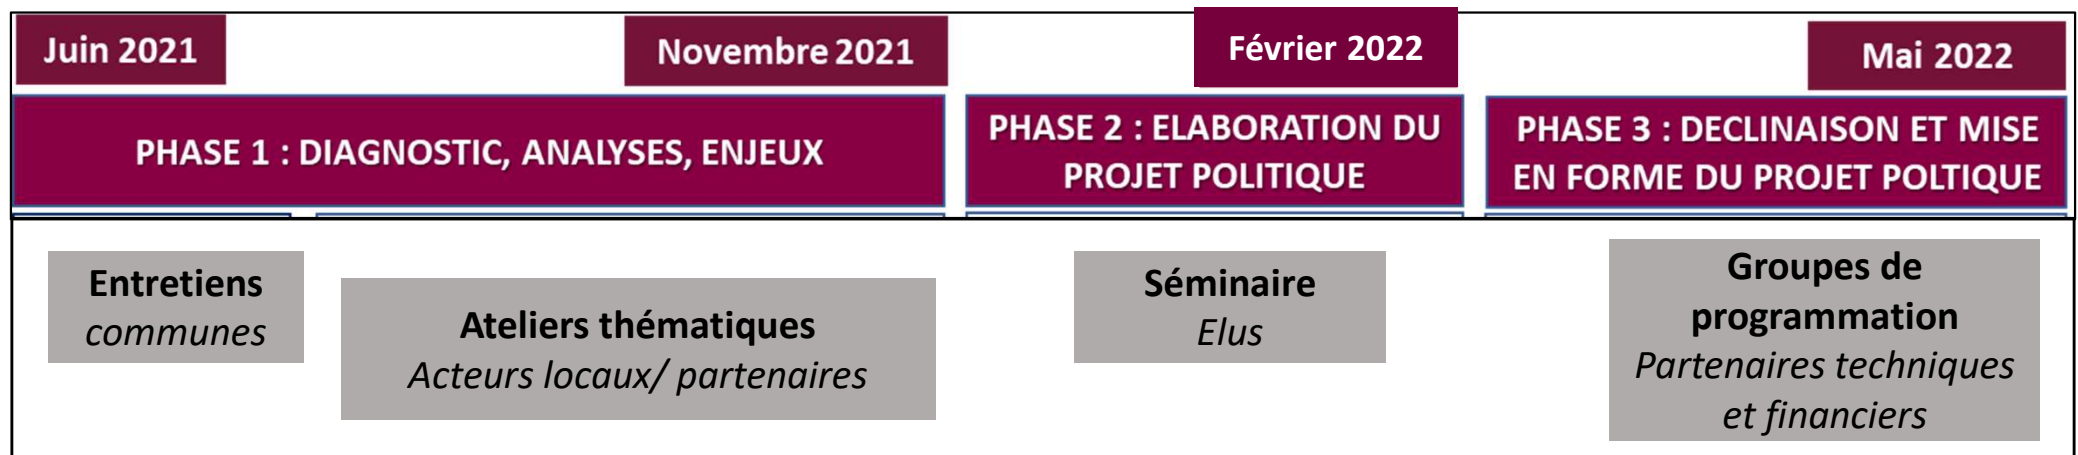 Juin 2021
Novembre 2021
Février 2022
Mai 2022
PHASE 1 : DIAGNOSTIC, ANALYSES, ENJEUX
PHASE 2 : ELABORATION DU
PROJET POLITIQUE
PHASE 3 : DECLINAISON ET MISE
EN FORME DU PROJET POLTIQUE
Entretiens
communes
Ateliers thématiques
Acteurs locaux/ partenaires
Séminaire
Elus
Groupes de
programmation
Partenaires techniques
et financiers